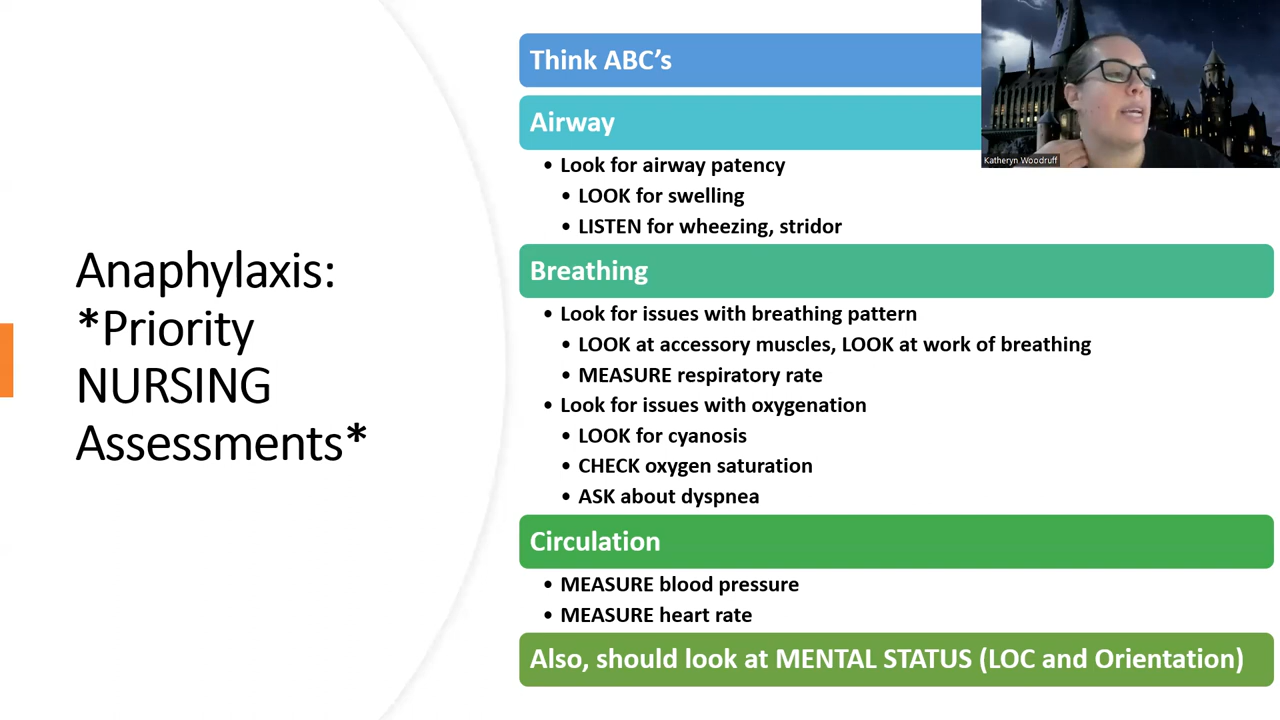 Anaphylaxis:
*Priority
NURSING
Assessments*
Think ABC’s
Airway
• Look for airway patency
• LOOK for swelling
• LISTEN for wheezing, stridor
Breathing
• Look for issues with breathing pattern
• LOOK at accessory muscles, LOOK at work of breathing
• MEASURE respiratory rate
• Look for issues with oxygenation
• LOOK for cyanosis
• CHECK oxygen saturation
• ASK about dyspnea
Circulation
• MEASURE blood pressure
• MEASURE heart rate
Also, should look at MENTAL STATUS (LOC and Orientation)
Katheryn Woodruff